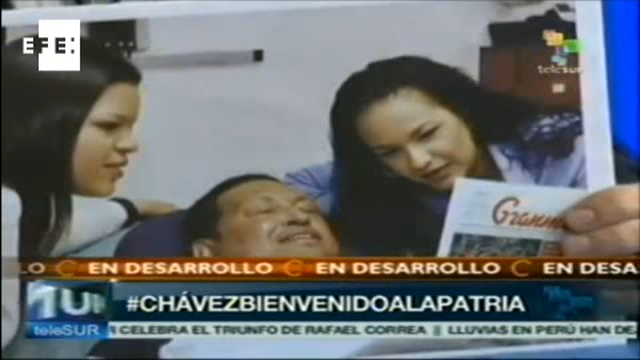 EFE:
teleSUR
Granma
LLO C EN DESARROLLO C EN DESARROLLO C EN DESA
#CHÁVEZBIENVENIDOALAPATRIA
teleSUR
CELEBRA EL TRIUNFO DE RAFAEL CORREA || LLUVIAS EN PERÚ HAN DE